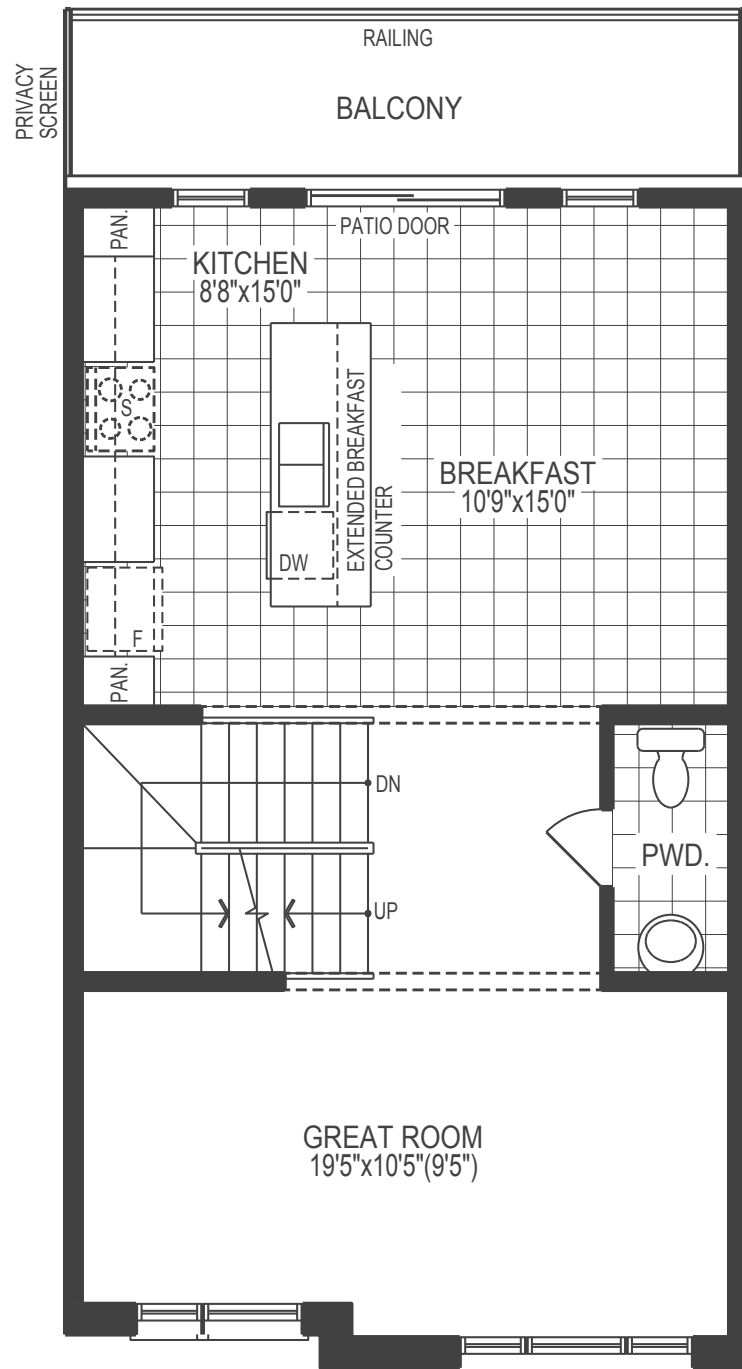 RAILING
PRIVACY
SCREEN
BALCONY
PAN.
PATIO DOOR
KITCHEN
8'8"x15'0"
S
EXTENDED BREAKFAST
COUNTER
BREAKFAST
10'9"x15'0"
DW
F
PAN.
DN
PWD.
UP
GREAT ROOM
19'5"x10'5"(9'5")